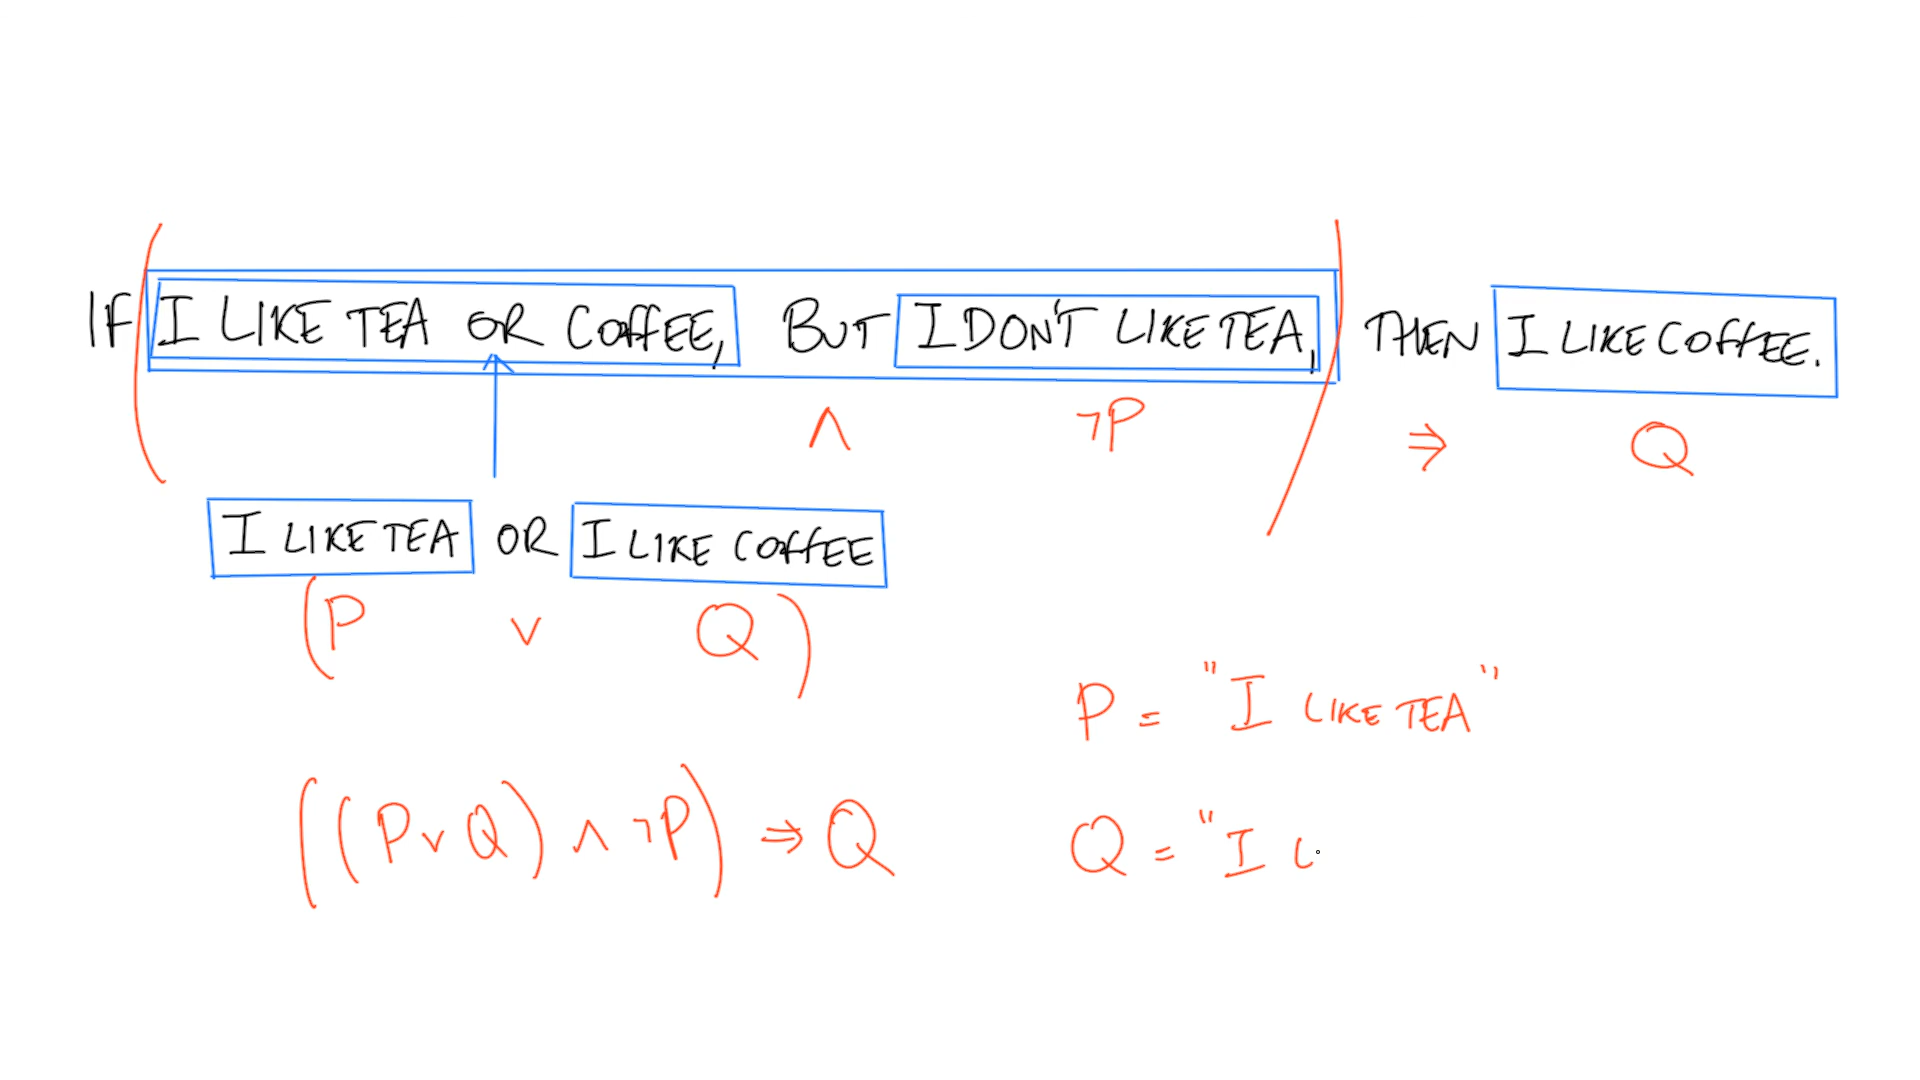 IF ( I LIKE TEA OR COFFEE, BUT I DON'T LIKE TEA, ) THEN I LIKE COFFEE.
∧ ¬P ⇒ Q
I LIKE TEA OR I LIKE COFFEE
(P ∨ Q)
P = "I LIKE TEA"
((P ∨ Q) ∧ ¬P) ⇒ Q
Q = "I L